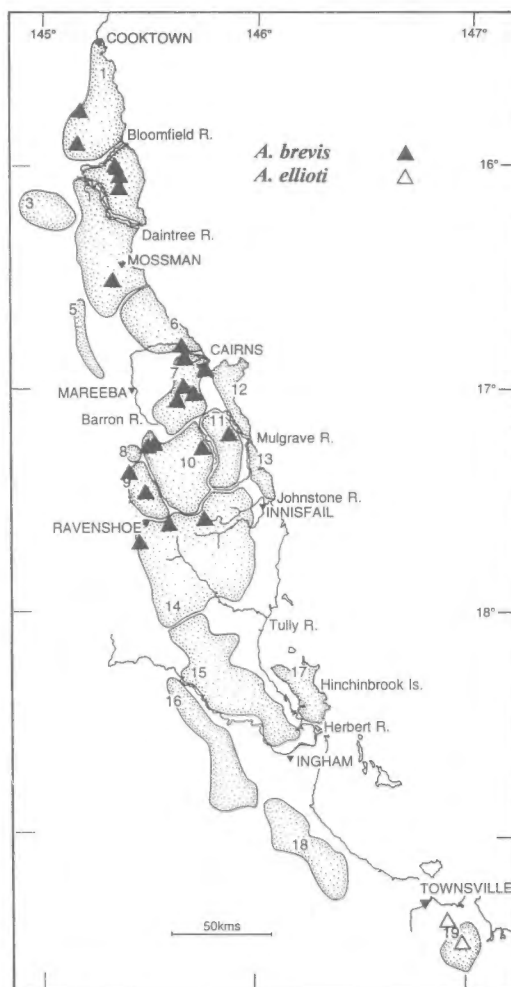 145° 146° 147°
COOKTOWN
1
Bloomfield R.
A. brevis
A. ellioti
16°
3
Daintree R.
MOSSMAN
5
6
CAIRNS
7
MAREEBA
12
17°
Barron R.
11
Mulgrave R.
8
10
13
9
Johnstone R.
INNISFAIL
RAVENSHOE
14
18°
Tully R.
15
17
Hinchinbrook Is.
16
Herbert R.
INGHAM
18
TOWNSVILLE
19
50kms